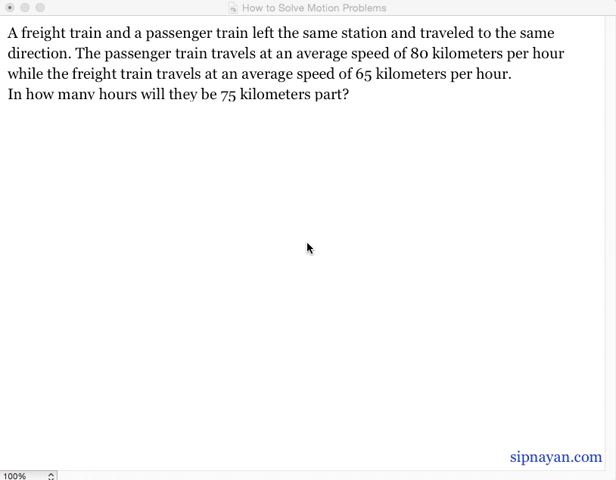 How to Solve Motion Problems
A freight train and a passenger train left the same station and traveled to the same
direction. The passenger train travels at an average speed of 80 kilometers per hour
while the freight train travels at an average speed of 65 kilometers per hour.
In how many hours will they be 75 kilometers part?
sipnayan.com
100%